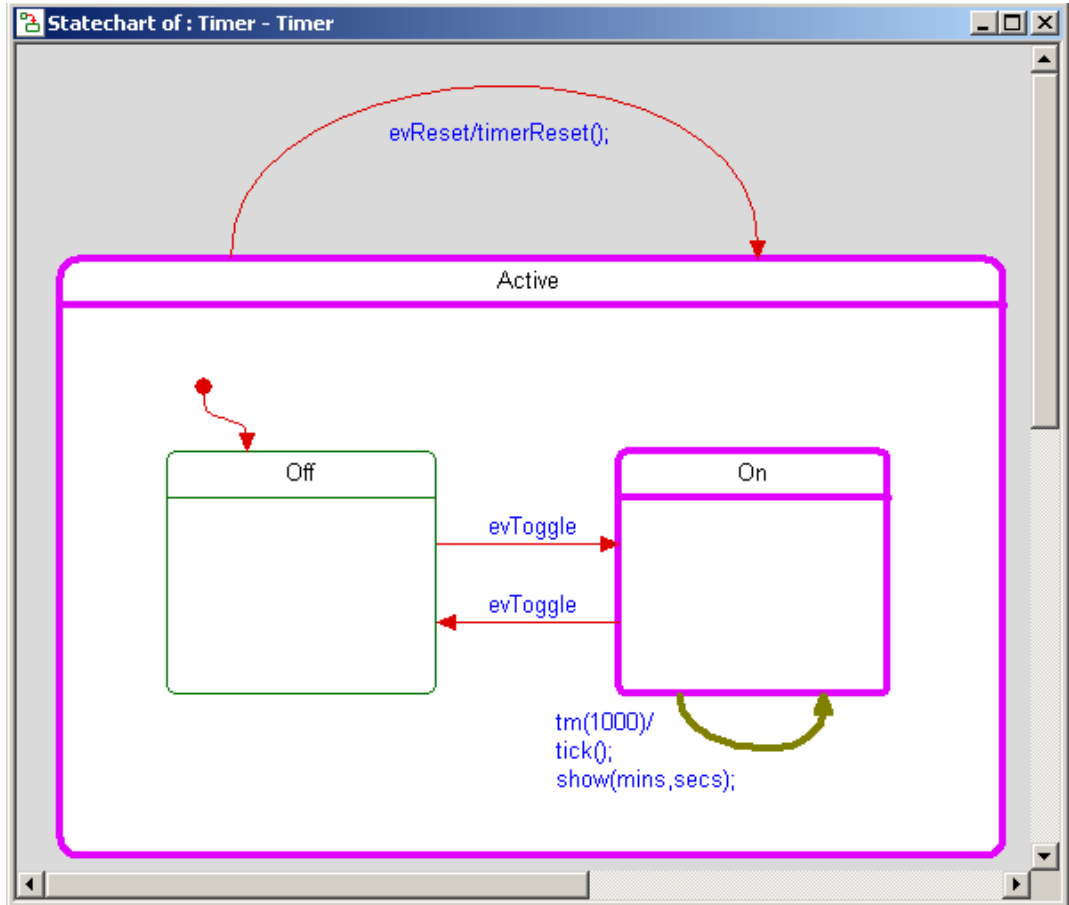 Statechart of : Timer - Timer
evReset/timerReset();
Active
Off
On
evToggle
evToggle
tm(1000)/
tick();
show(mins,secs);